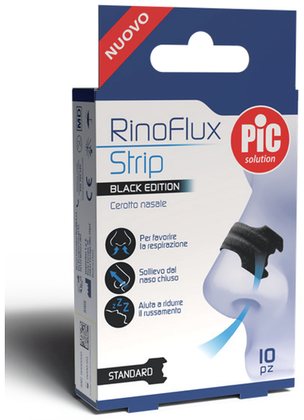 NUOVO
RinoFlux
Strip
BLACK EDITION
Cerotto nasale
PiC
solution
Per favorire
la respirazione
Sollievo dal
naso chiuso
Aiuta a ridurre
il russamento
STANDARD
10
pz
MD